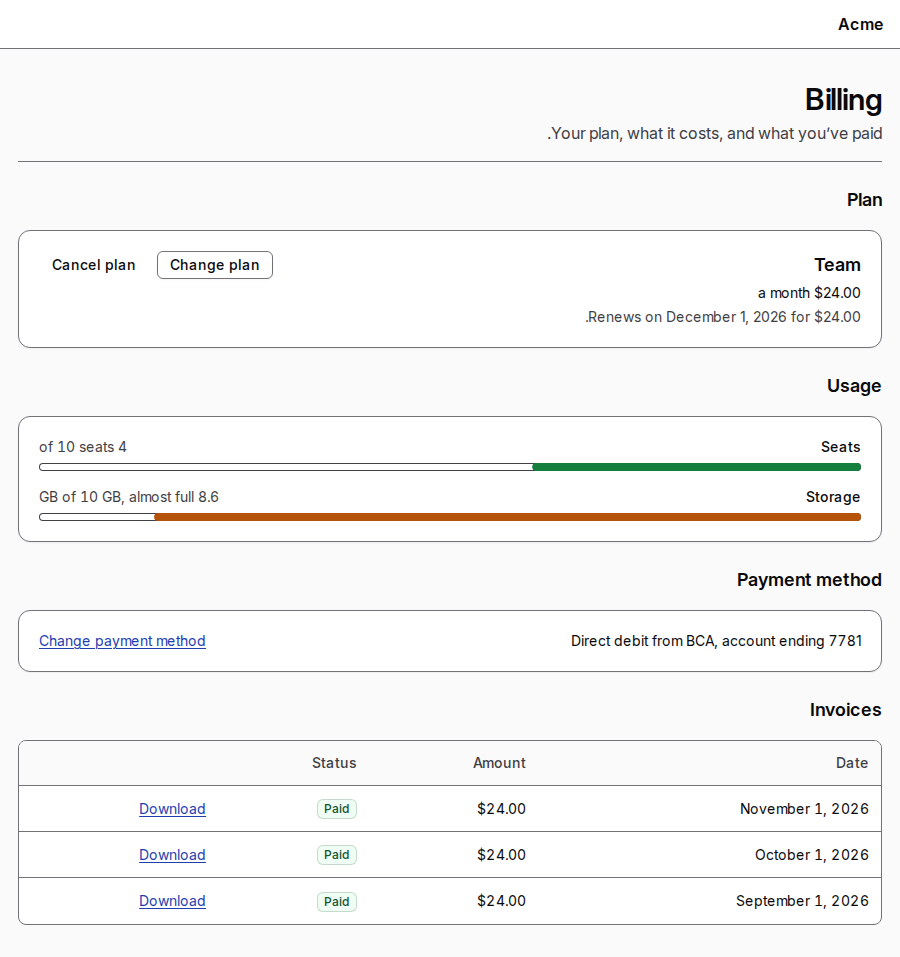 Acme
Billing
.Your plan, what it costs, and what you’ve paid
Plan
Team
a month $24.00
.Renews on December 1, 2026 for $24.00
Change plan
Cancel plan
Usage
Seats
of 10 seats 4
Storage
GB of 10 GB, almost full 8.6
Payment method
Direct debit from BCA, account ending 7781
Change payment method
Invoices
Date Amount Status
November 1, 2026 $24.00 Paid Download
October 1, 2026 $24.00 Paid Download
September 1, 2026 $24.00 Paid Download